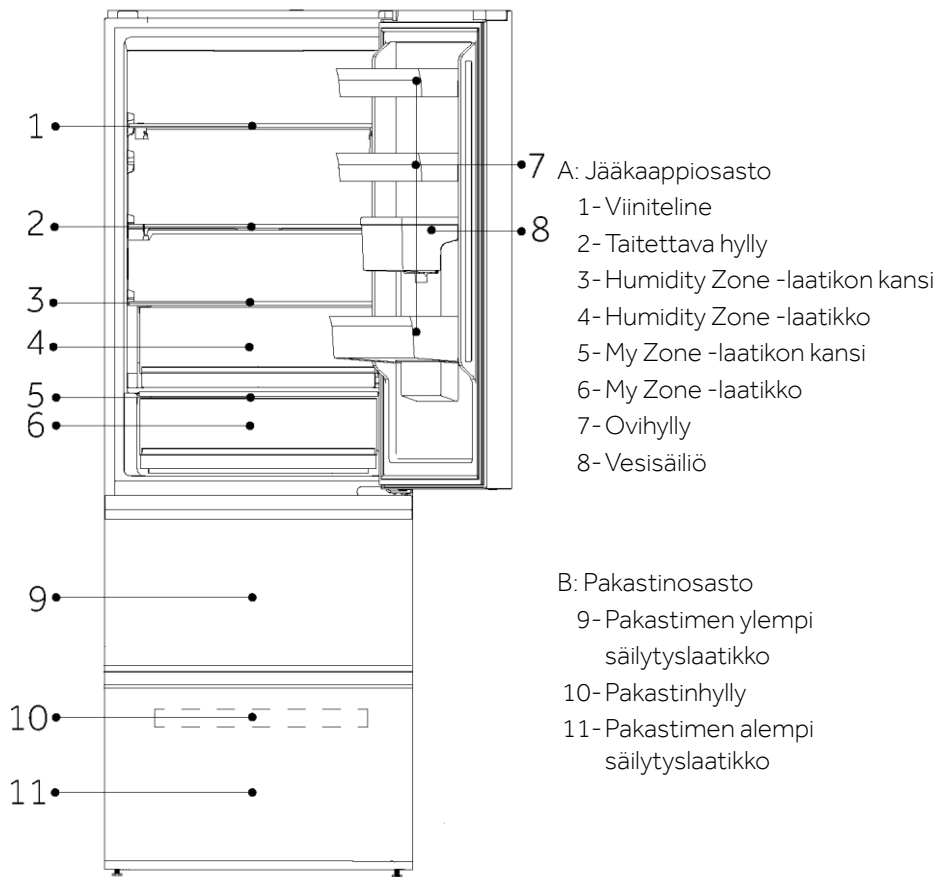 1
2
3
4
5
6
7
8
9
10
11
A: Jääkaappiosasto
1- Viiniteline
2- Taitettava hylly
3- Humidity Zone -laatikon kansi
4- Humidity Zone -laatikko
5- My Zone -laatikon kansi
6- My Zone -laatikko
7- Ovihylly
8- Vesisäiliö
B: Pakastinosasto
9- Pakastimen ylempi
säilytyslaatikko
10- Pakastinhylly
11- Pakastimen alempi
säilytyslaatikko